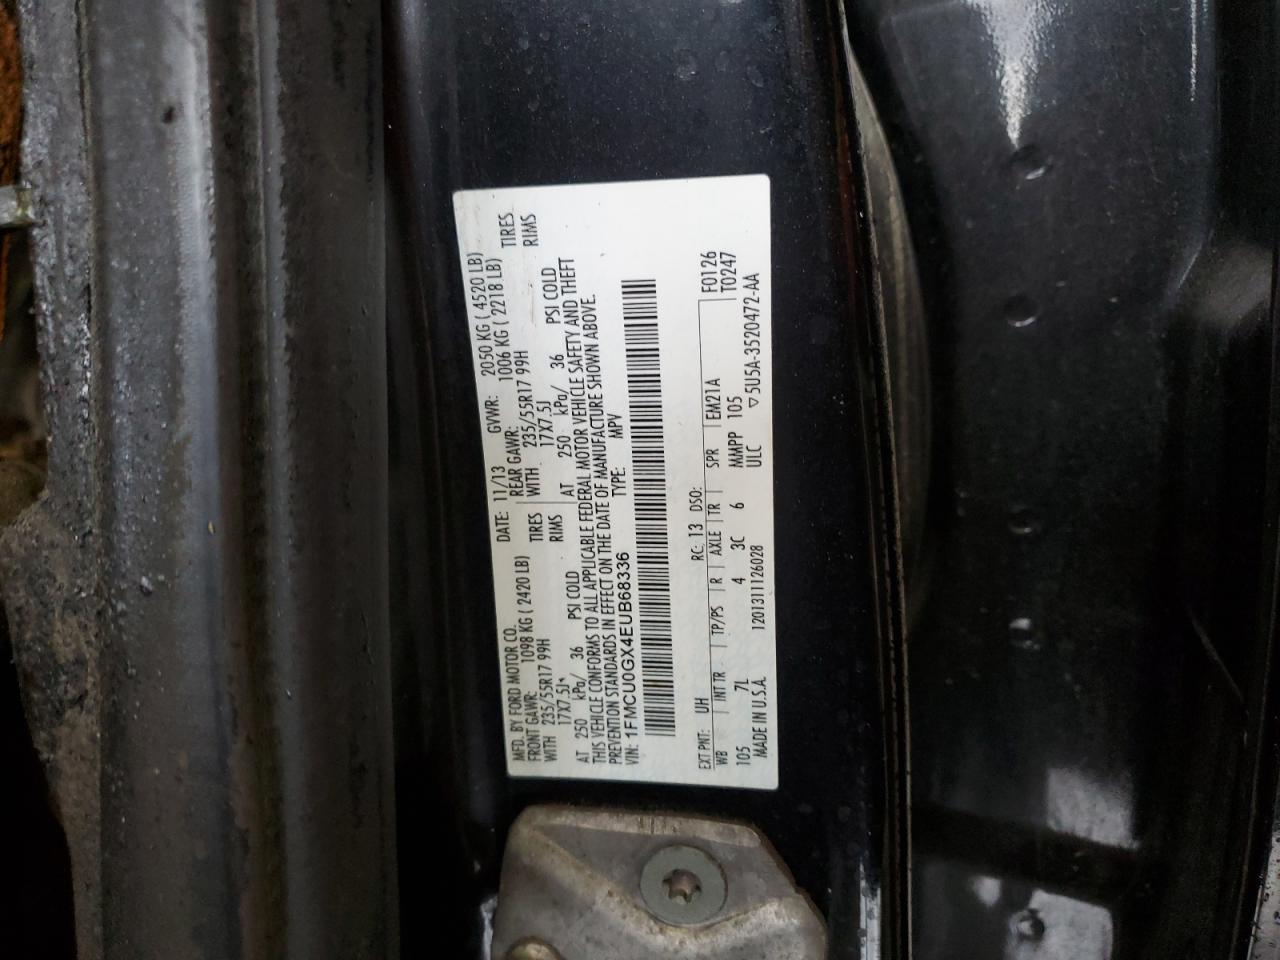 MFD. BY FORD MOTOR CO. DATE: 11/13 GVWR: 2050 KG ( 4520 LB)
FRONT GAWR: 1098 KG ( 2420 LB) REAR GAWR: 1006 KG ( 2218 LB)
WITH 235/55R17 99H TIRES WITH 235/55R17 99H TIRES
17X7.5J* RIMS 17X7.5J RIMS
AT 250 kPa/ 36 PSI COLD AT 250 kPa/ 36 PSI COLD
THIS VEHICLE CONFORMS TO ALL APPLICABLE FEDERAL MOTOR VEHICLE SAFETY AND THEFT
PREVENTION STANDARDS IN EFFECT ON THE DATE OF MANUFACTURE SHOWN ABOVE.
VIN: 1FMCU0GX4EUB68336 TYPE: MPV
EXT PNT: UH RC: 13 DSO: F0126
WB INT TR TP/PS R AXLE TR SPR EM21A T0247
105 7L 4 3C 6 MMPP 105
MADE IN U.S.A. 1201311126028 ULC ▽5U5A-3520472-AA